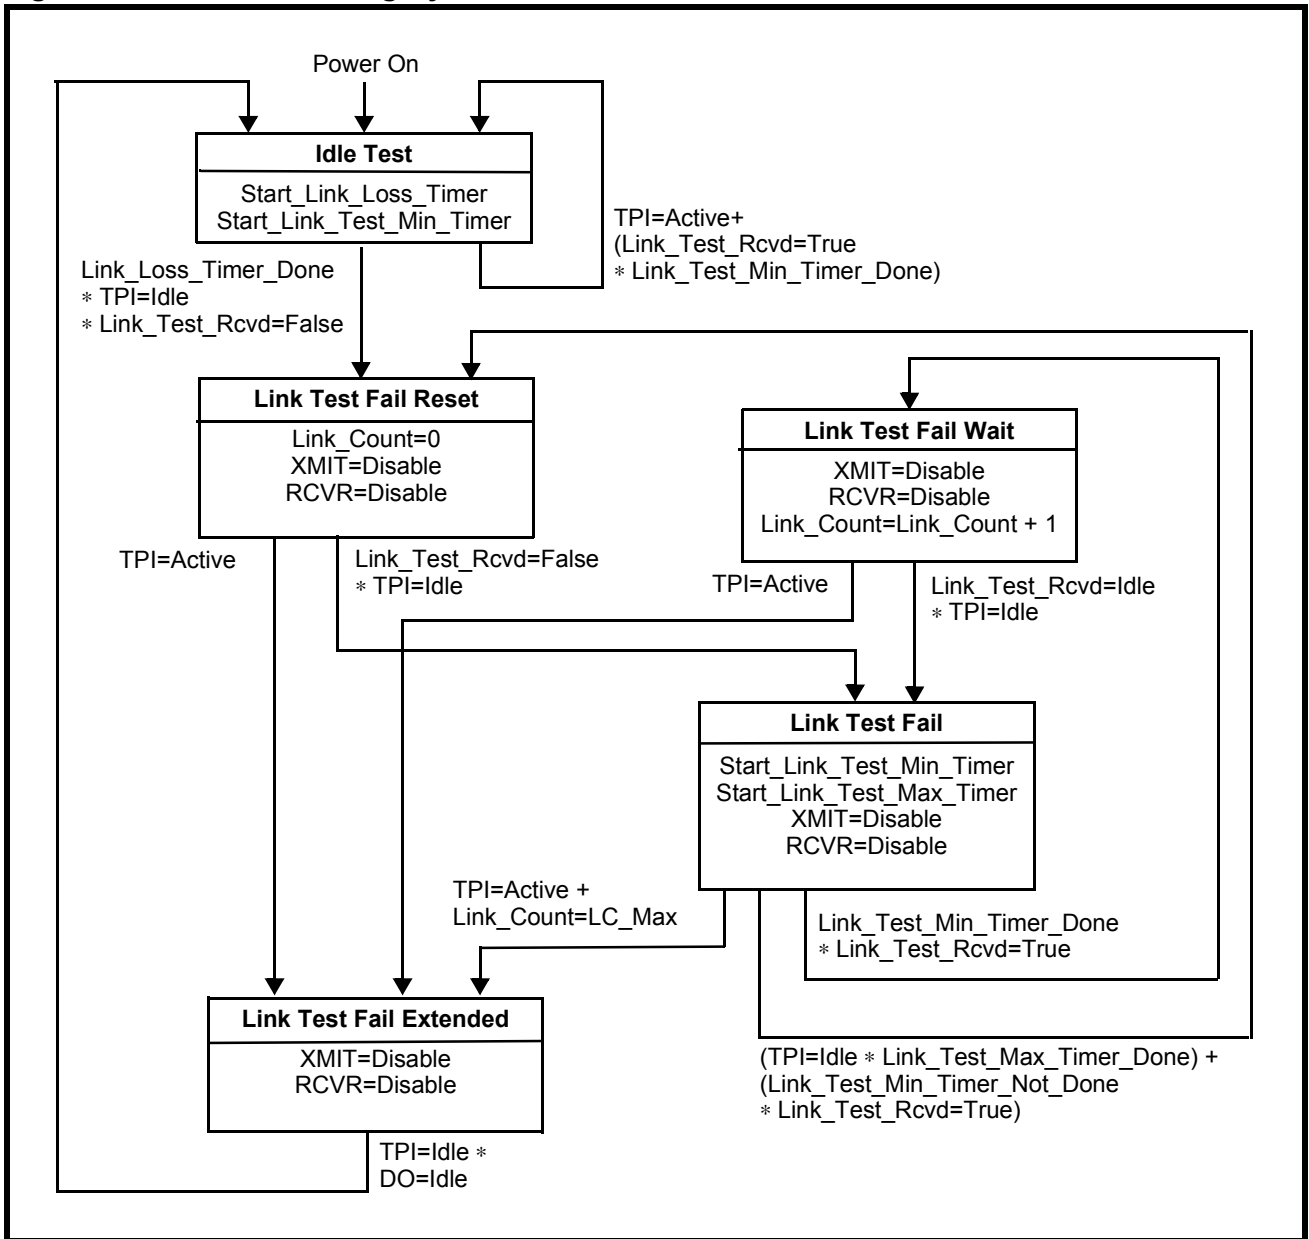 Power On
Idle Test
Start_Link_Loss_Timer
Start_Link_Test_Min_Timer
TPI=Active+
(Link_Test_Rcvd=True
* Link_Test_Min_Timer_Done)
Link_Loss_Timer_Done
* TPI=Idle
* Link_Test_Rcvd=False
Link Test Fail Reset
Link_Count=0
XMIT=Disable
RCVR=Disable
Link Test Fail Wait
XMIT=Disable
RCVR=Disable
Link_Count=Link_Count + 1
TPI=Active
Link_Test_Rcvd=False
* TPI=Idle
TPI=Active
Link_Test_Rcvd=Idle
* TPI=Idle
Link Test Fail
Start_Link_Test_Min_Timer
Start_Link_Test_Max_Timer
XMIT=Disable
RCVR=Disable
TPI=Active +
Link_Count=LC_Max
Link_Test_Min_Timer_Done
* Link_Test_Rcvd=True
Link Test Fail Extended
XMIT=Disable
RCVR=Disable
(TPI=Idle * Link_Test_Max_Timer_Done) +
(Link_Test_Min_Timer_Not_Done
* Link_Test_Rcvd=True)
TPI=Idle *
DO=Idle